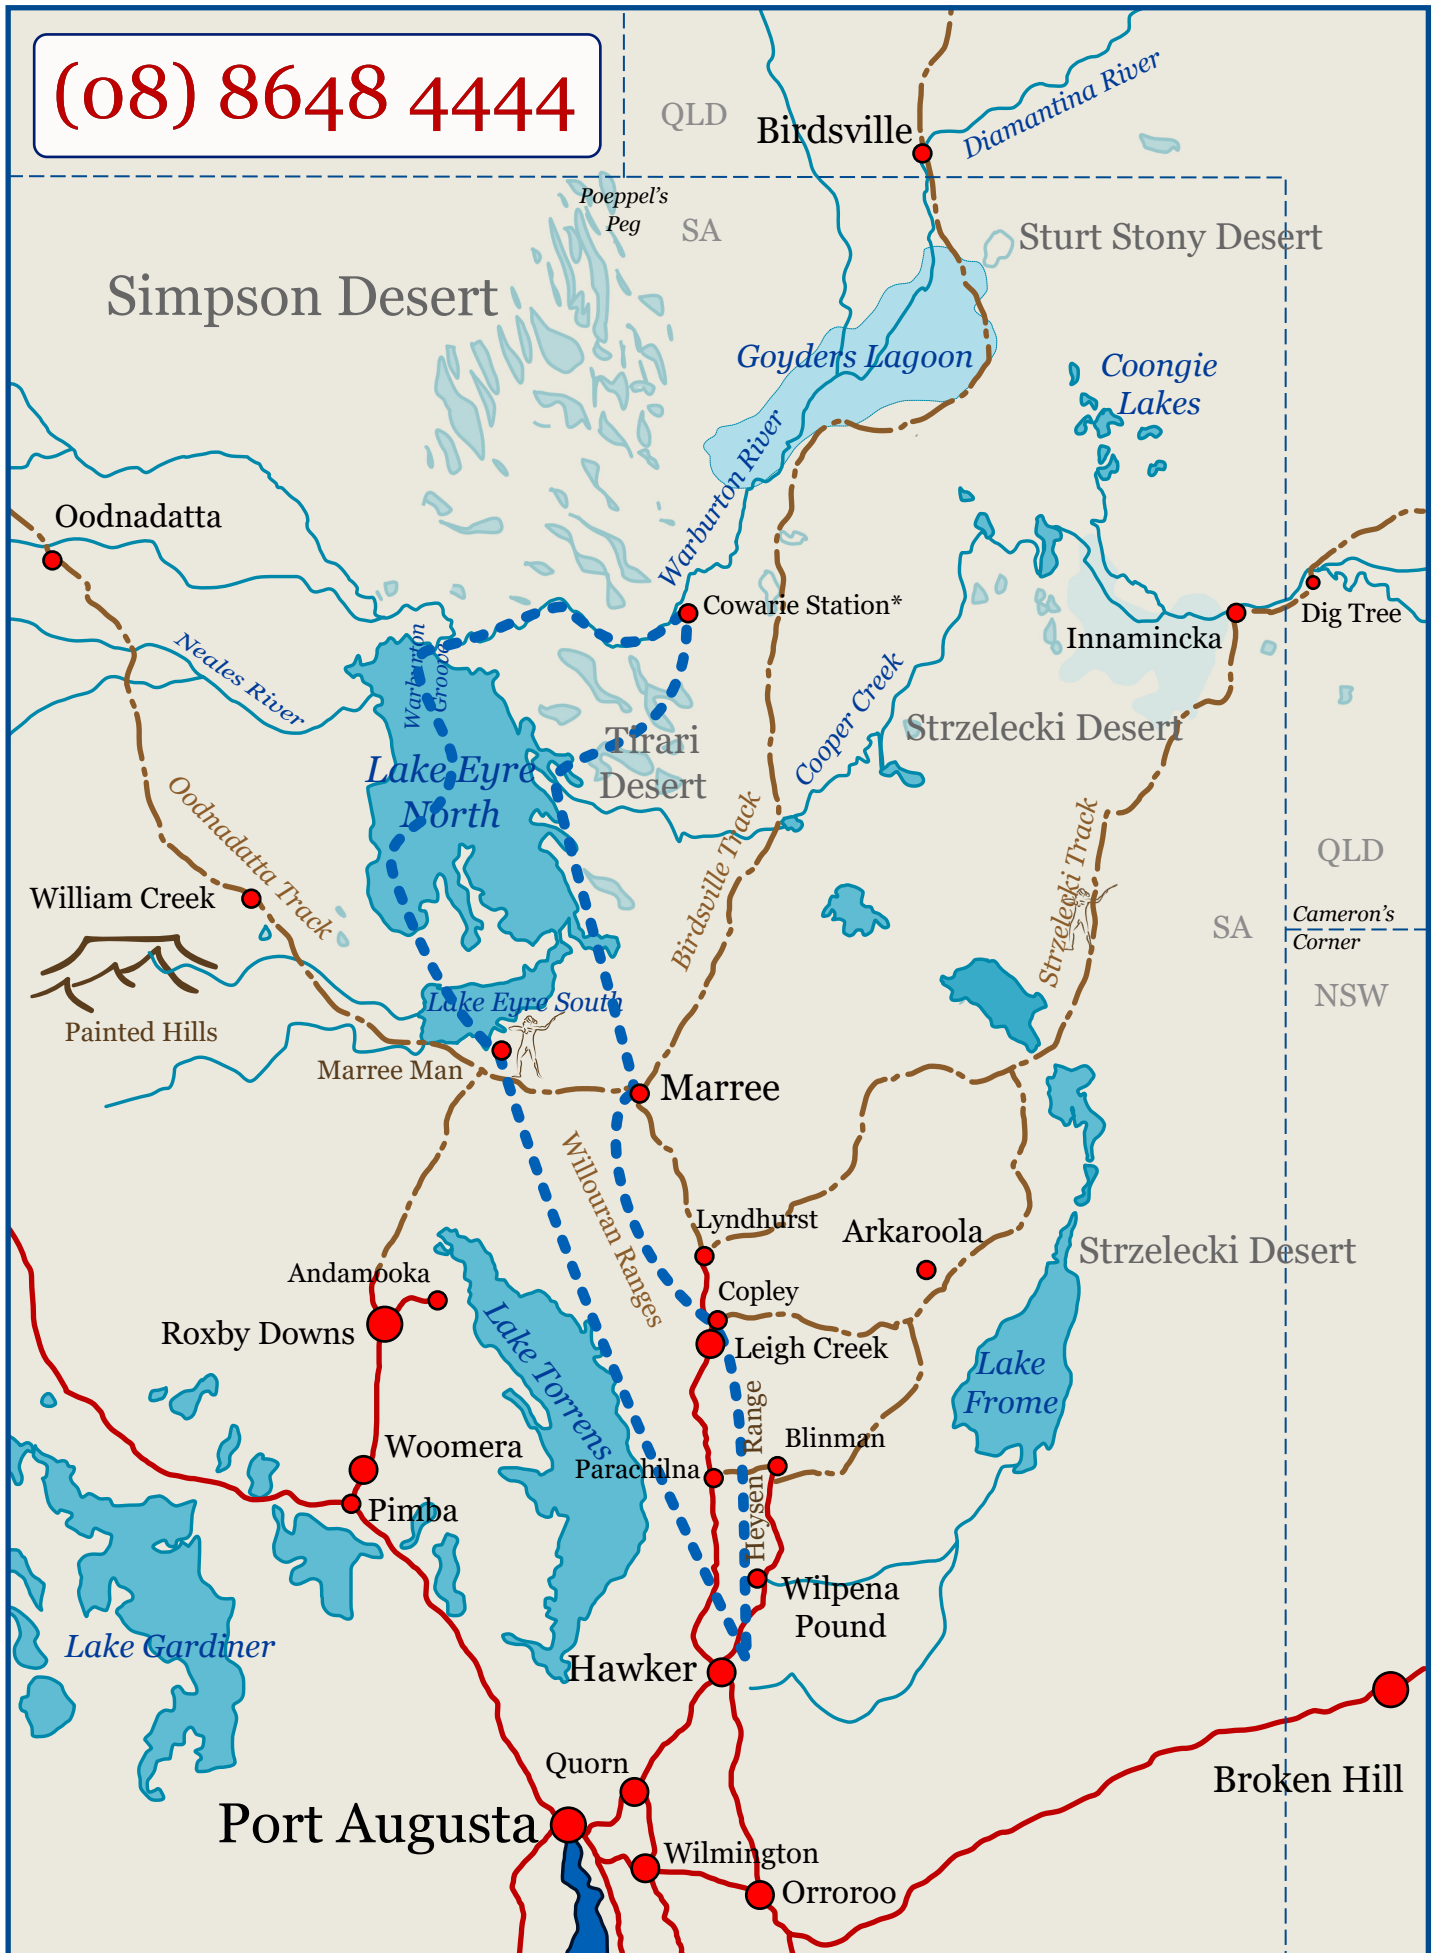 (08) 8648 4444
QLD
Birdsville
Diamantina River
Poeppel's
Peg
SA
Sturt Stony Desert
Simpson Desert
Goyders Lagoon
Coongie
Lakes
Warburton River
Oodnadatta
Cowarie Station*
Dig Tree
Innamincka
Neales River
Warburton
Groove
Cooper Creek
Strzelecki Desert
Tirari
Desert
Lake Eyre
North
Oodnadatta Track
Birdsville Track
Strzelecki Track
QLD
William Creek
Cameron's
Corner
SA
NSW
Lake Eyre South
Painted Hills
Marree Man
Marree
Willouran Ranges
Lyndhurst
Arkaroola
Strzelecki Desert
Andamooka
Copley
Roxby Downs
Leigh Creek
Lake Torrens
Lake
Frome
Heysen Range
Blinman
Woomera
Parachilna
Pimba
Wilpena
Pound
Lake Gardiner
Hawker
Quorn
Broken Hill
Port Augusta
Wilmington
Orroroo